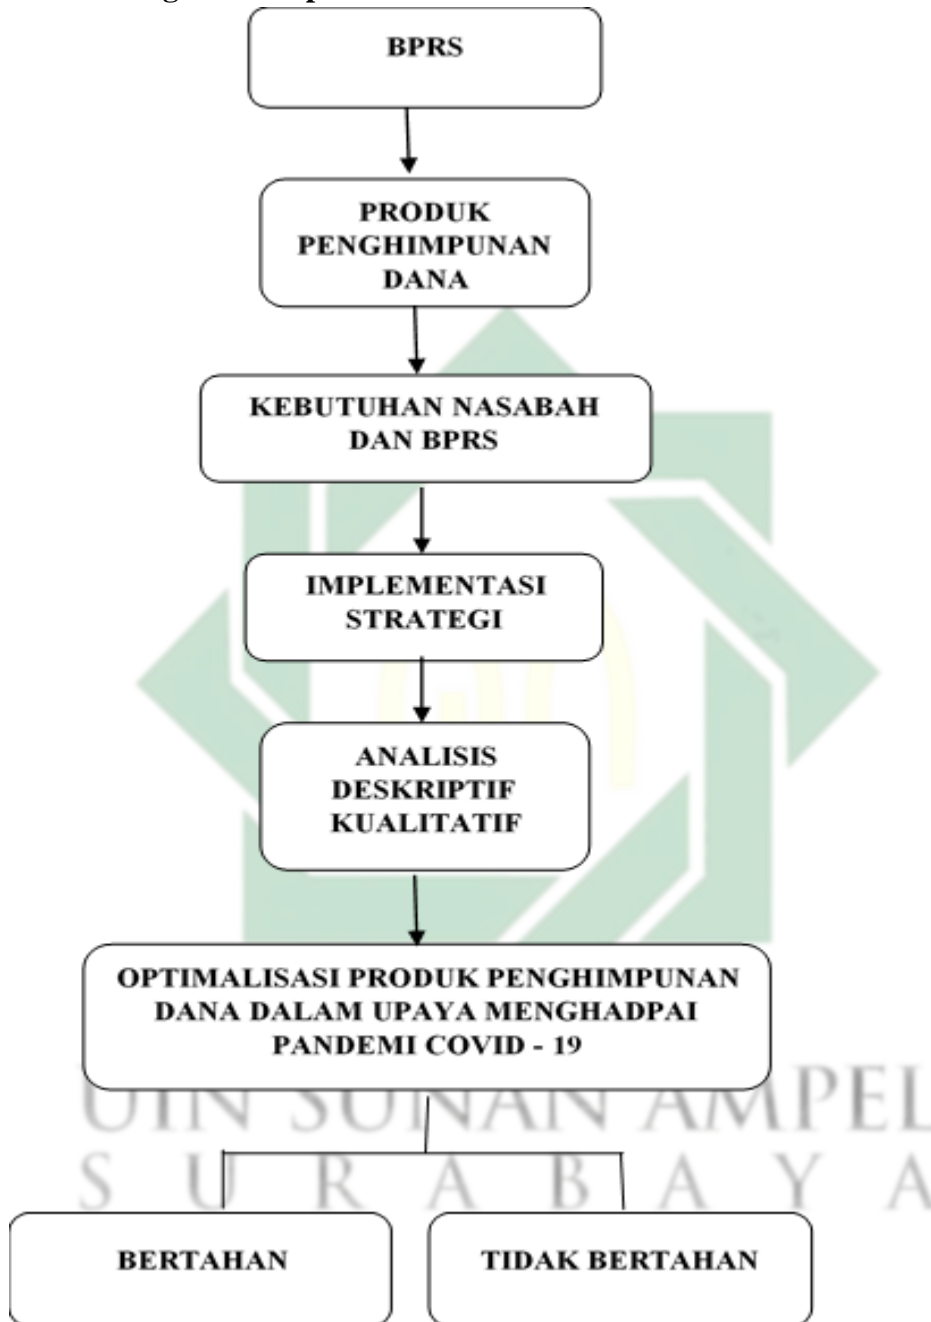 BPRS
PRODUK
PENGHIMPUNAN
DANA
KEBUTUHAN NASABAH
DAN BPRS
IMPLEMENTASI
STRATEGI
ANALISIS
DESKRIPTIF
KUALITATIF
OPTIMALISASI PRODUK PENGHIMPUNAN
DANA DALAM UPAYA MENGHADPAI
PANDEMI COVID - 19
UIN SUNAN AMPEL
S U R A B A Y A
BERTAHAN
TIDAK BERTAHAN